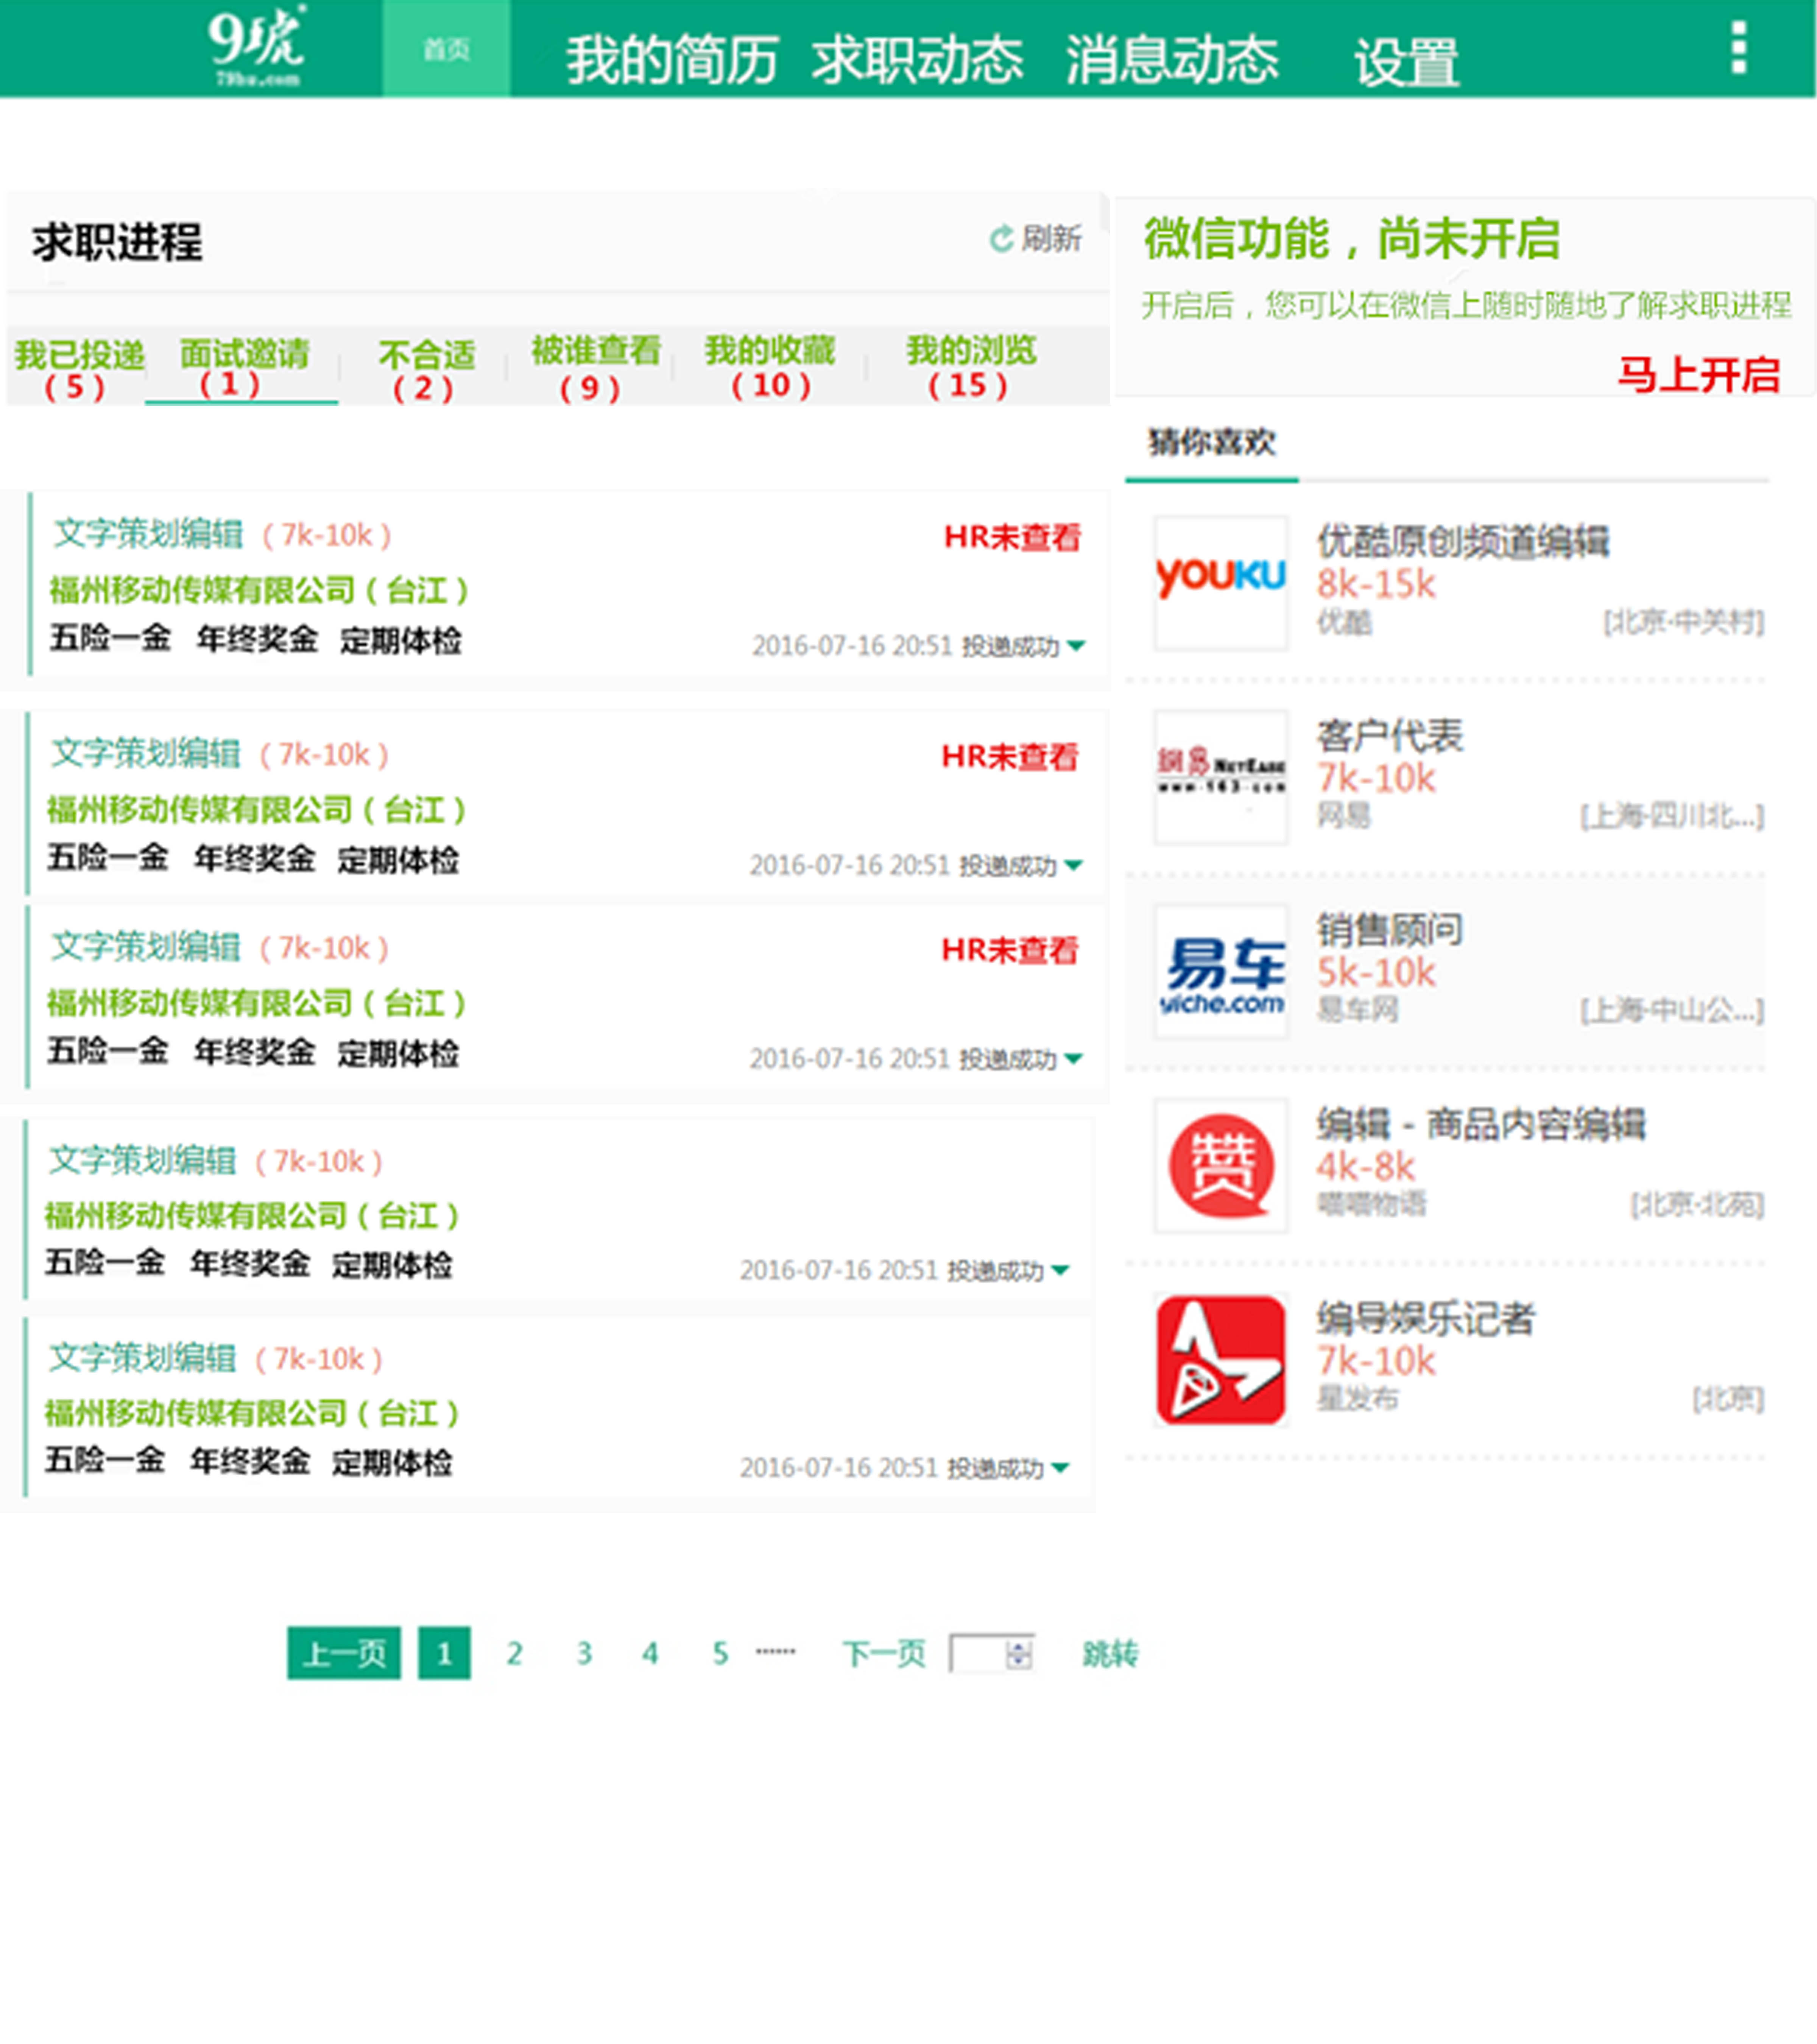 9號
79hu.com
首页 我的简历 求职动态 消息动态 设置
求职进程
刷新
我已投递 面试邀请 不合适 被谁查看 我的收藏 我的浏览
(5) (1) (2) (9) (10) (15)
文字策划编辑 (7k-10k) HR未查看
福州移动传媒有限公司(台江)
五险一金 年终奖金 定期体检
2016-07-16 20:51 投递成功
文字策划编辑 (7k-10k) HR未查看
福州移动传媒有限公司(台江)
五险一金 年终奖金 定期体检
2016-07-16 20:51 投递成功
文字策划编辑 (7k-10k) HR未查看
福州移动传媒有限公司(台江)
五险一金 年终奖金 定期体检
2016-07-16 20:51 投递成功
文字策划编辑 (7k-10k)
福州移动传媒有限公司(台江)
五险一金 年终奖金 定期体检
2016-07-16 20:51 投递成功
文字策划编辑 (7k-10k)
福州移动传媒有限公司(台江)
五险一金 年终奖金 定期体检
2016-07-16 20:51 投递成功
微信功能，尚未开启
开启后，您可以在微信上随时随地了解求职进程
马上开启
猜你喜欢
YOUKU
优酷原创频道编辑
8k-15k
优酷 [北京·中关村]
網易 NETEASE
www.163.com
客户代表
7k-10k
网易 [上海·四川北...]
易车
yiche.com
销售顾问
5k-10k
易车网 [上海·中山公...]
赞
编辑 - 商品内容编辑
4k-8k
喵喵物语 [北京·北苑]
编导娱乐记者
7k-10k
星发布 [北京]
上一页 1 2 3 4 5 ······ 下一页 跳转